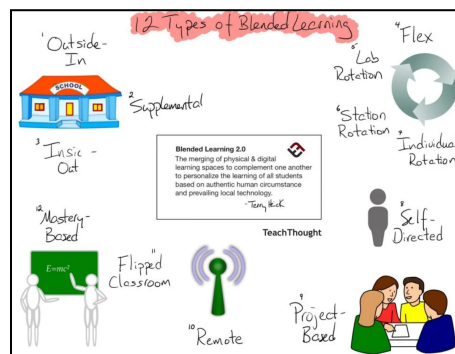 12 Types of Blended Learning
1 Outside-
In
SCHOOL
2 Supplemental
3 Insid-
Out
4 Flex
5 Lab
Rotation
6 Station
Rotation
7 Individual
Rotation
Blended Learning 2.0
The merging of physical & digital
learning spaces to complement one another
to personalize the learning of all students
based on authentic human circumstance
and prevailing local technology.
-Terry Heick
TeachThought
8 Self-
Directed
9 Project-
Based
10 Remote
11 Flipped
Classroom
12 Mastery-
Based
E=mc²